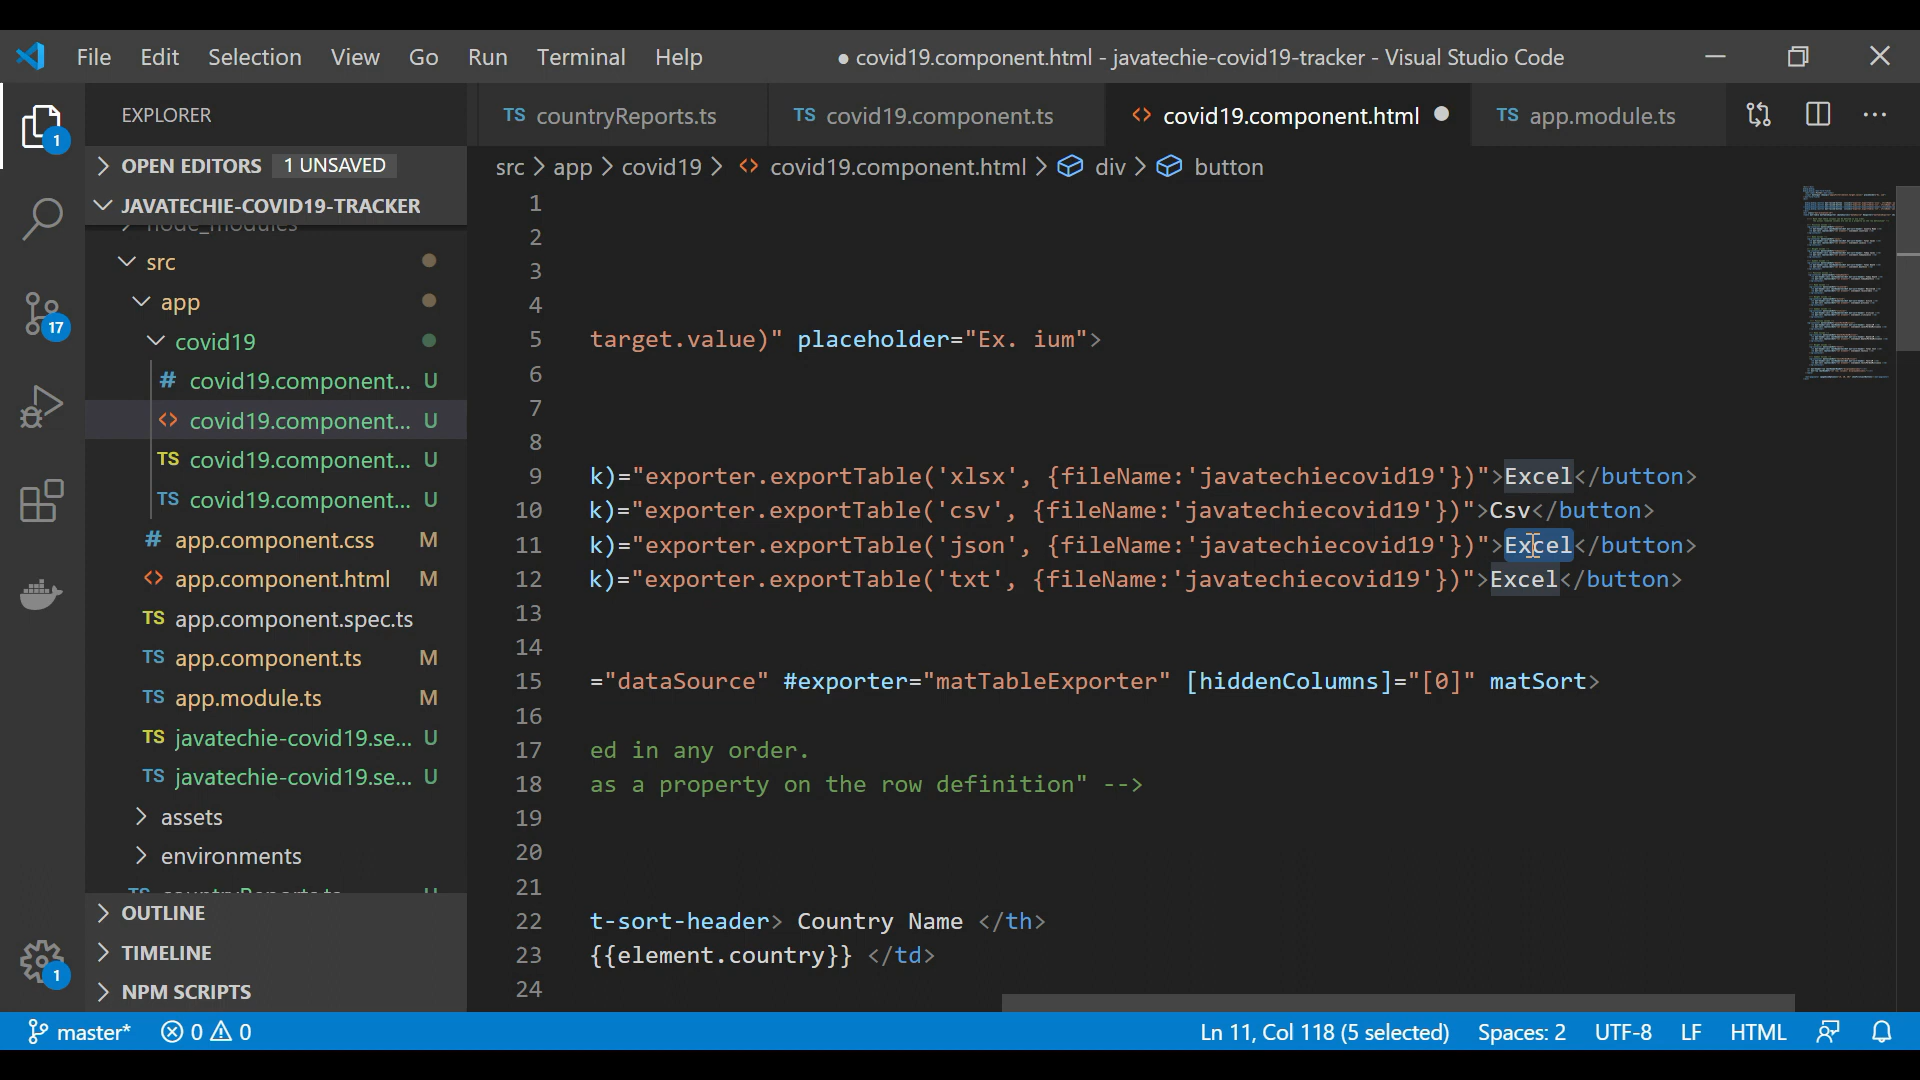 File Edit Selection View Go Run Terminal Help ● covid19.component.html - javatechie-covid19-tracker - Visual Studio Code
EXPLORER
TS countryReports.ts TS covid19.component.ts <> covid19.component.html ● TS app.module.ts ...
1
OPEN EDITORS 1 UNSAVED
src > app > covid19 > <> covid19.component.html > div > button
JAVATECHIE-COVID19-TRACKER
node_modules
src
app
17
covid19
# covid19.component... U
<> covid19.component... U
TS covid19.component... U
TS covid19.component... U
# app.component.css M
<> app.component.html M
TS app.component.spec.ts
TS app.component.ts M
TS app.module.ts M
TS javatechie-covid19.se... U
TS javatechie-covid19.se... U
assets
environments
TS countryReports.ts U
OUTLINE
TIMELINE
NPM SCRIPTS
1
1
2
3
4
5 target.value)" placeholder="Ex. ium">
6
7
8
9 k)="exporter.exportTable('xlsx', {fileName:'javatechiecovid19'})">Excel</button>
10 k)="exporter.exportTable('csv', {fileName:'javatechiecovid19'})">Csv</button>
11 k)="exporter.exportTable('json', {fileName:'javatechiecovid19'})">Excel</button>
12 k)="exporter.exportTable('txt', {fileName:'javatechiecovid19'})">Excel</button>
13
14
15 ="dataSource" #exporter="matTableExporter" [hiddenColumns]="[0]" matSort>
16
17 ed in any order.
18 as a property on the row definition" -->
19
20
21
22 t-sort-header> Country Name </th>
23 {{element.country}} </td>
24
master* 0 0 Ln 11, Col 118 (5 selected) Spaces: 2 UTF-8 LF HTML